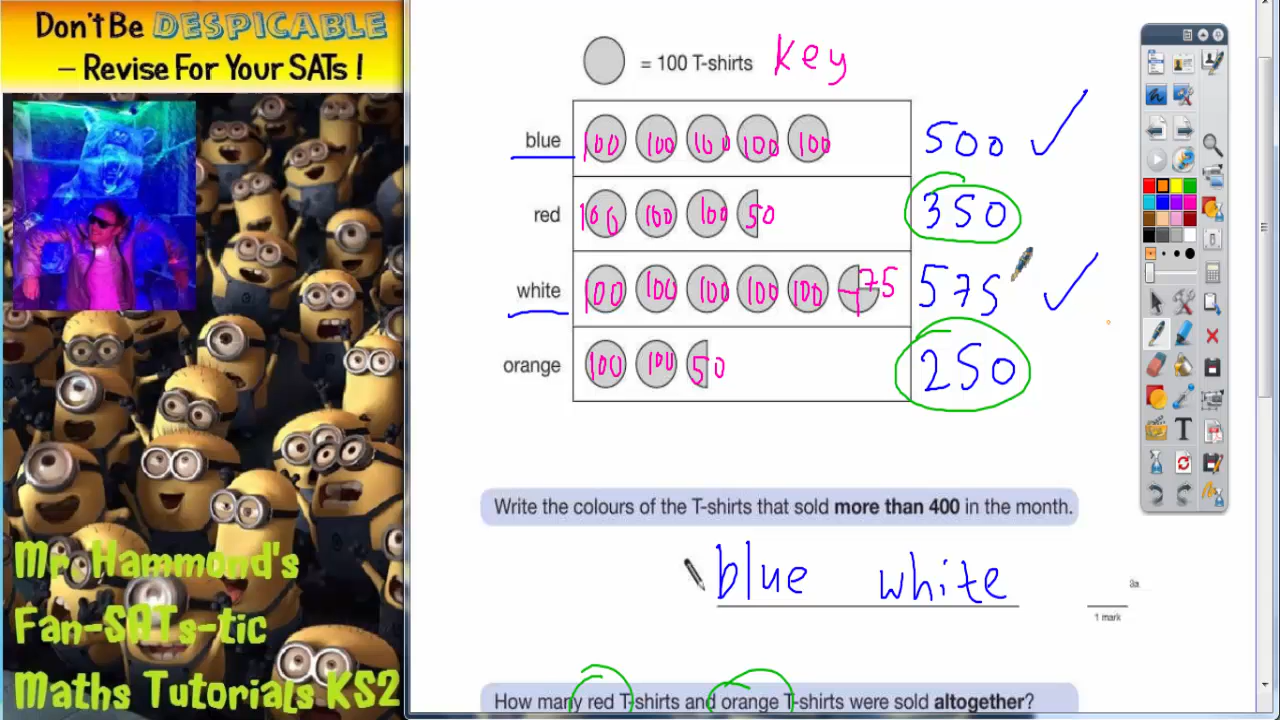 Don't Be DESPICABLE
– Revise For Your SATs !
Mr Hammond's
Fan-SATs-tic
Maths Tutorials KS2
= 100 T-shirts Key
blue 100 100 100 100 100 500 ✓
red 100 100 100 50 350
white 100 100 100 100 100 75 575 ✓
orange 100 100 50 250
Write the colours of the T-shirts that sold more than 400 in the month.
blue white
3a
1 mark
How many red T-shirts and orange T-shirts were sold altogether?